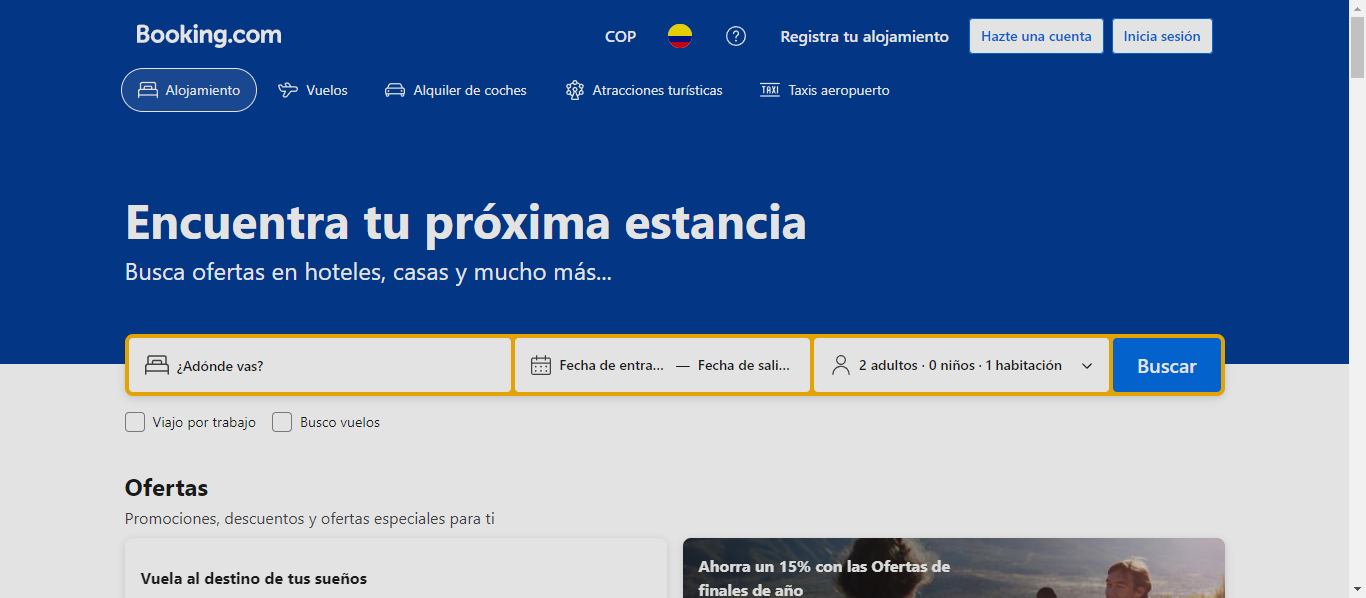 Booking.com
COP
Registra tu alojamiento
Hazte una cuenta
Inicia sesión
Alojamiento
Vuelos
Alquiler de coches
Atracciones turísticas
TAXI
Taxis aeropuerto
Encuentra tu próxima estancia
Busca ofertas en hoteles, casas y mucho más...
¿Adónde vas?
Fecha de entra... — Fecha de sali...
2 adultos · 0 niños · 1 habitación
Buscar
Viajo por trabajo
Busco vuelos
Ofertas
Promociones, descuentos y ofertas especiales para ti
Vuela al destino de tus sueños
Ahorra un 15% con las Ofertas de
finales de año